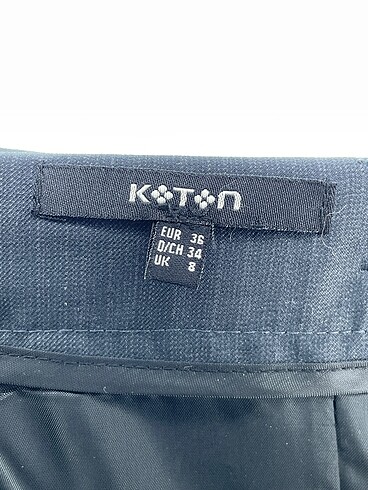 KOTON
EUR 36
D/CH 34
UK 8